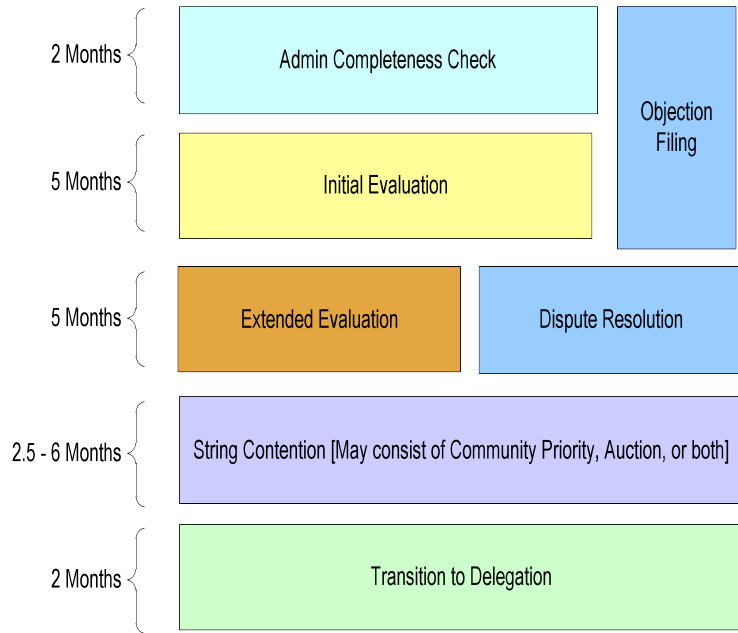 2 Months
Admin Completeness Check
Objection
Filing
5 Months
Initial Evaluation
5 Months
Extended Evaluation
Dispute Resolution
2.5 - 6 Months
String Contention [May consist of Community Priority, Auction, or both]
2 Months
Transition to Delegation